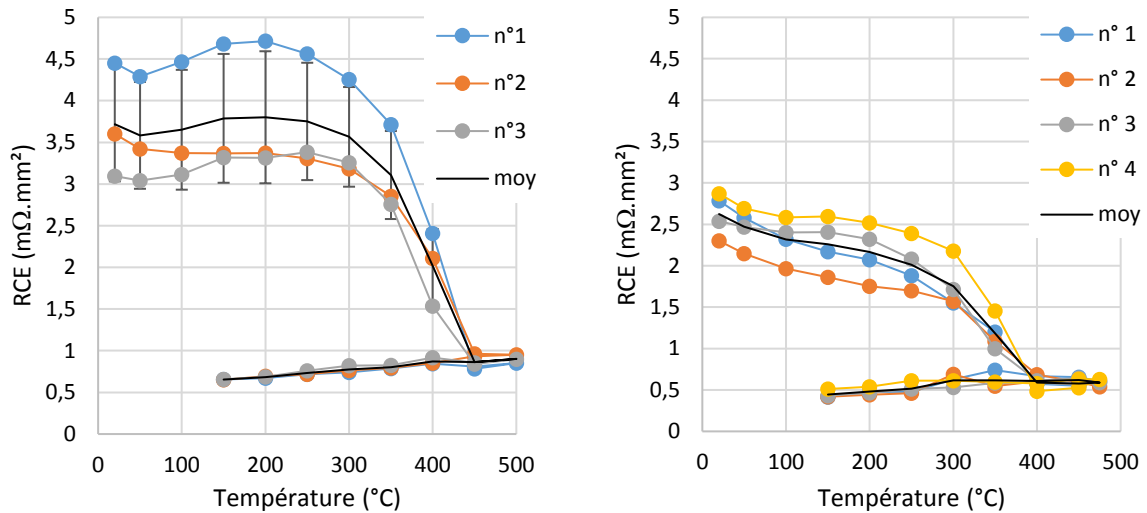 5
4,5
4
3,5
3
2,5
2
1,5
1
0,5
0
RCE (mΩ.mm²)
0 100 200 300 400 500
Température (°C)
n°1
n°2
n°3
moy
5
4,5
4
3,5
3
2,5
2
1,5
1
0,5
0
RCE (mΩ.mm²)
0 100 200 300 400 500
Température (°C)
n° 1
n° 2
n° 3
n° 4
moy